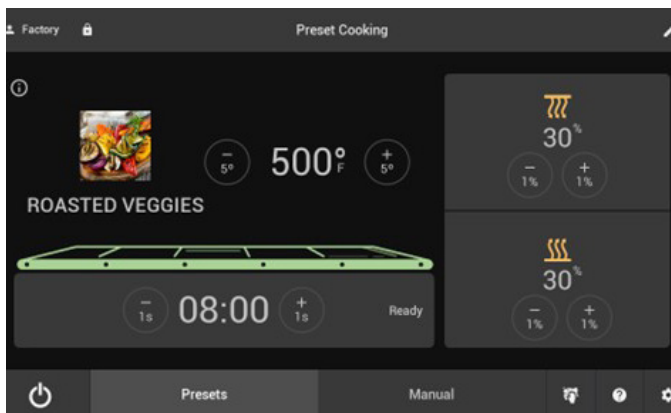 Factory
Preset Cooking
− 5° 500°F + 5°
30%
− 1% + 1%
ROASTED VEGGIES
30%
− 1% + 1%
− 1s 08:00 + 1s
Ready
Presets
Manual
?